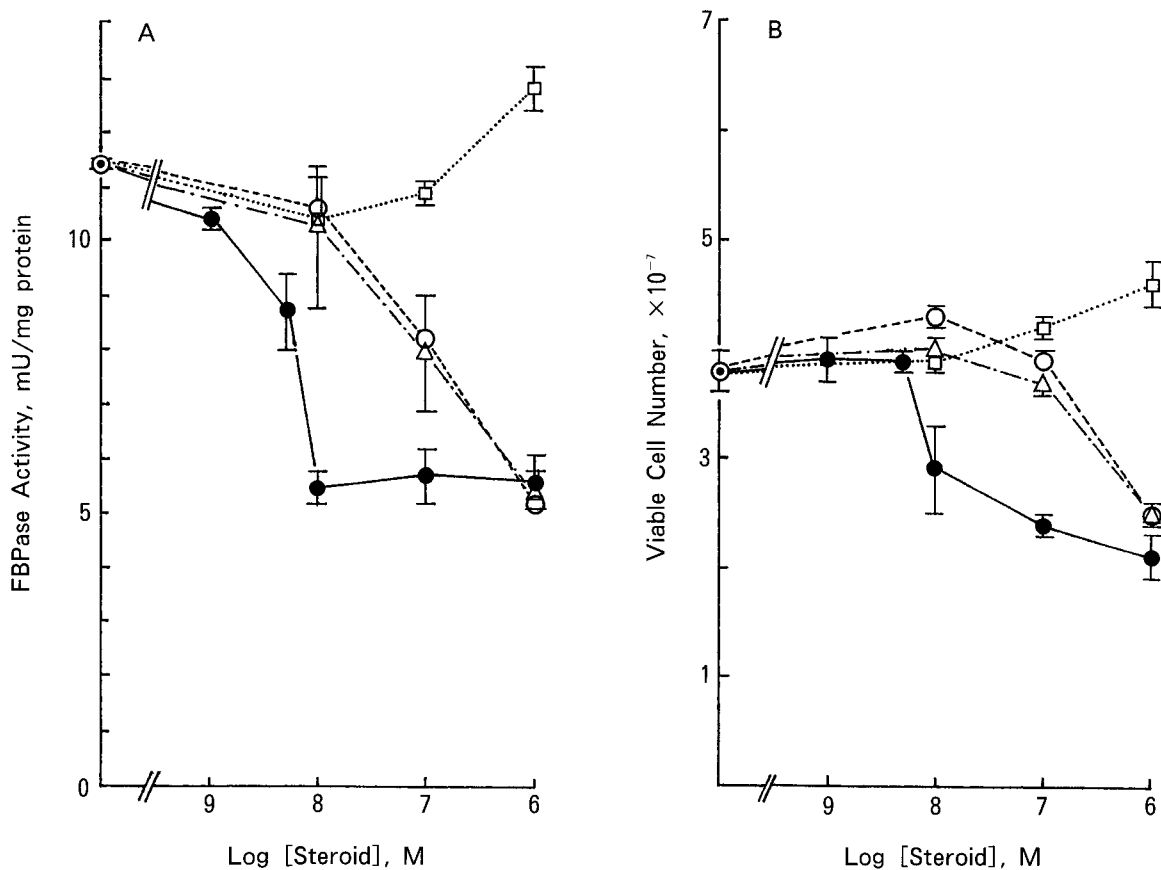 A
FBPase Activity, mU/mg protein
10
5
0
9 8 7 6
Log [Steroid], M
B
Viable Cell Number, ×10⁻⁷
7
5
3
1
9 8 7 6
Log [Steroid], M